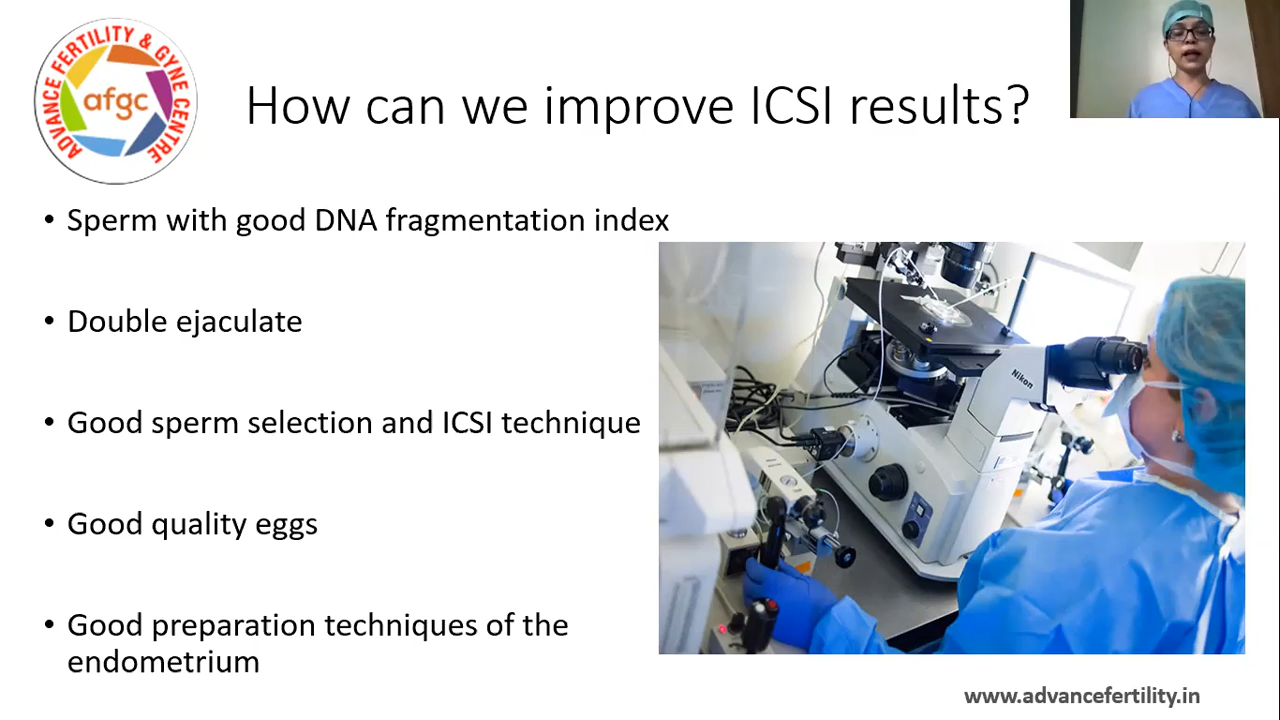 ADVANCE FERTILITY & GYNE CENTRE
afgc
How can we improve ICSI results?
• Sperm with good DNA fragmentation index
• Double ejaculate
• Good sperm selection and ICSI technique
• Good quality eggs
• Good preparation techniques of the
endometrium
Nikon
www.advancefertility.in